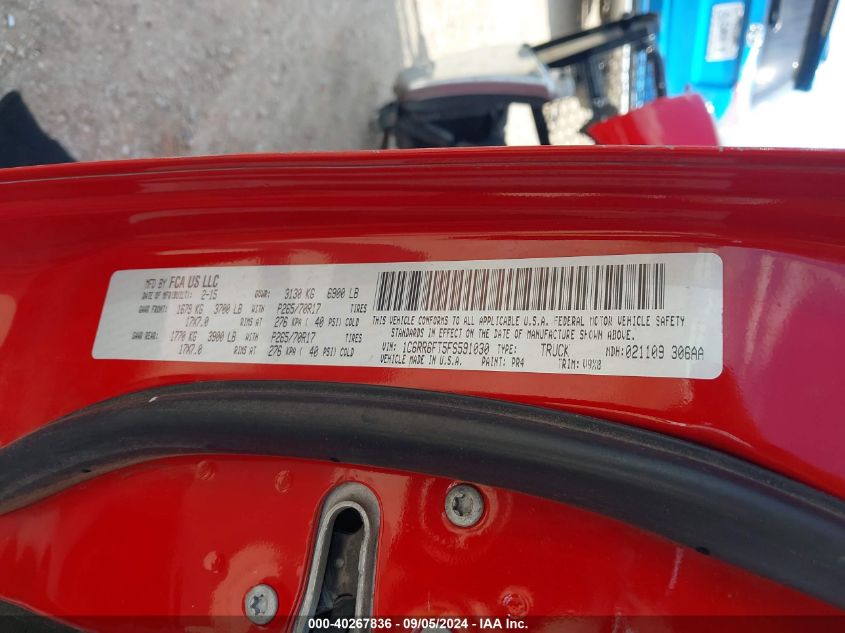 MFD BY FCA US LLC
DATE OF MFR(BUILT): 2-15 GVWR: 3130 KG 6900 LB
GAWR FRONT: 1679 KG 3700 LB WITH P265/70R17 TIRES
17X7.0 RIMS AT 276 KPA ( 40 PSI) COLD
GAWR REAR: 1770 KG 3900 LB WITH P265/70R17 TIRES
17X7.0 RIMS AT 276 KPA ( 40 PSI) COLD
THIS VEHICLE CONFORMS TO ALL APPLICABLE U.S.A. FEDERAL MOTOR VEHICLE SAFETY
STANDARDS IN EFFECT ON THE DATE OF MANUFACTURE SHOWN ABOVE.
VIN: 1C6RR6FT5FS591030 TYPE: TRUCK MDH: 021109 306AA
VEHICLE MADE IN U.S.A. PAINT: PR4 TRIM: V9X8
000-40267836 - 09/05/2024 - IAA Inc.